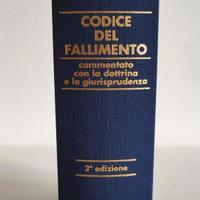 CODICE
DEL
FALLIMENTO
commentato
con la dottrina
e la giurisprudenza
2ª edizione